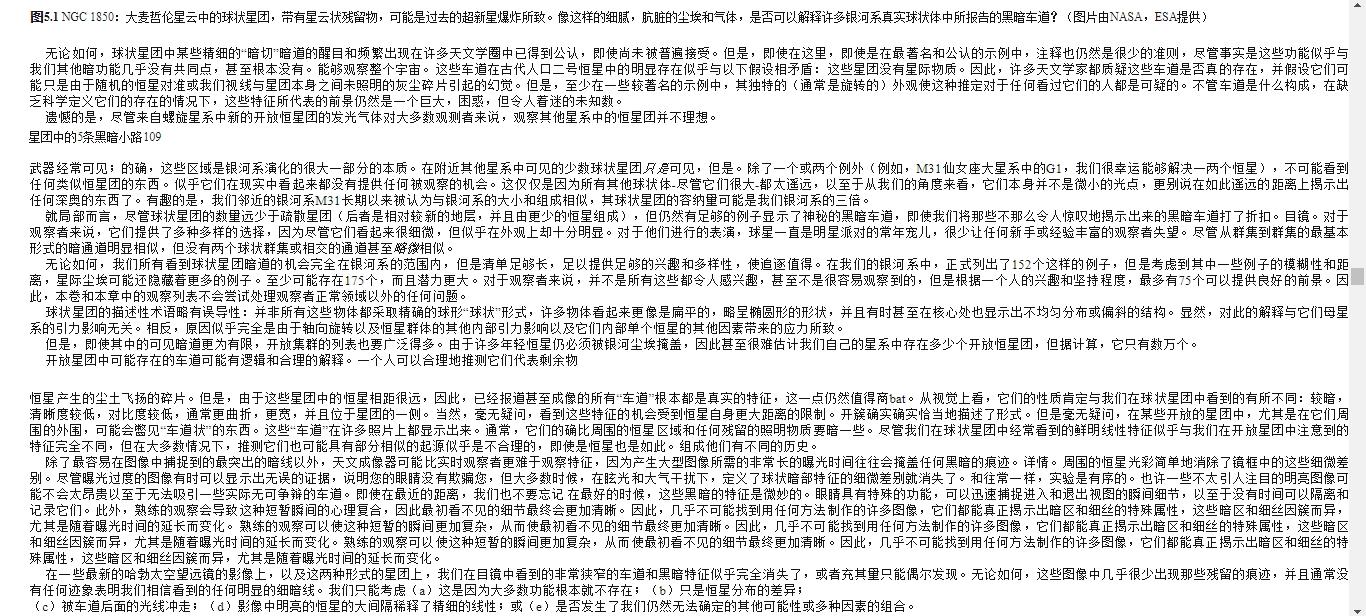 图5.1 NGC 1850：大麦哲伦星云中的球状星团，带有星云状残留物，可能是过去的超新星爆炸所致。像这样的细腻，肮脏的尘埃和气体，是否可以解释许多银河系真实球状体中所报告的黑暗车道？（图片由NASA，ESA提供）
无论如何，球状星团中某些精细的“暗切”暗道的醒目和频繁出现在许多天文学圈中已得到公认，即使尚未被普遍接受。但是，即使在这里，即使是在最著名和公认的示例中，注释也仍然是很少的准则，尽管事实是这些功能似乎与
我们其他暗功能几乎没有共同点，甚至根本没有。能够观察整个宇宙。这些车道在古代人口二号恒星中的明显存在似乎与以下假设相矛盾：这些星团没有星际物质。因此，许多天文学家都质疑这些车道是否真的存在，并假设它们可
能只是由于随机的恒星对准或我们视线与星团本身之间未照明的灰尘碎片引起的幻觉。但是，至少在一些较著名的示例中，其独特的（通常是旋转的）外观使这种推定对于任何看过它们的人都是可疑的。不管车道是什么构成，在缺
乏科学定义它们的存在的情况下，这些特征所代表的前景仍然是一个巨大，困惑，但令人着迷的未知数。
遗憾的是，尽管来自螺旋星系中新的开放恒星团的发光气体对大多数观测者来说，观察其他星系中的恒星团并不理想。
星团中的5条黑暗小路109
武器经常可见；的确，这些区域是银河系演化的很大一部分的本质。在附近其他星系中可见的少数球状星团只是可见，但是。除了一个或两个例外（例如，M31仙女座大星系中的G1，我们很幸运能够解决一两个恒星），不可能看到
任何类似恒星团的东西。似乎它们在现实中看起来都没有提供任何被观察的机会。这仅仅是因为所有其他球状体-尽管它们很大-都太遥远，以至于从我们的角度来看，它们本身并不是微小的光点，更别说在如此遥远的距离上揭示出
任何深奥的东西了。有趣的是，我们邻近的银河系M31长期以来被认为与银河系的大小和组成相似，其球状星团的容纳量可能是我们银河系的三倍。
就局部而言，尽管球状星团的数量远少于疏散星团（后者是相对较新的地层，并且由更少的恒星组成），但仍然有足够的例子显示了神秘的黑暗车道，即使我们将那些不那么令人惊叹地揭示出来的黑暗车道打了折扣。目镜。对于
观察者来说，它们提供了多种多样的选择，因为尽管它们看起来很细微，但似乎在外观上却十分明显。对于他们进行的表演，球星一直是明星派对的常年宠儿，很少让任何新手或经验丰富的观察者失望。尽管从群集到群集的最基本
形式的暗通道明显相似，但没有两个球状群集或相交的通道甚至略微相似。
无论如何，我们所有看到球状星团暗道的机会完全在银河系的范围内，但是清单足够长，足以提供足够的兴趣和多样性，使追逐值得。在我们的银河系中，正式列出了152个这样的例子，但是考虑到其中一些例子的模糊性和距
离，星际尘埃可能还隐藏着更多的例子。至少可能存在175个，而且潜力更大。对于观察者来说，并不是所有这些都令人感兴趣，甚至不是很容易观察到的，但是根据一个人的兴趣和坚持程度，最多有75个可以提供良好的前景。因
此，本卷和本章中的观察列表不会尝试处理观察者正常领域以外的任何问题。
球状星团的描述性术语略有误导性：并非所有这些物体都采取精确的球形“球状”形式，许多物体看起来更像是扁平的，略呈椭圆形的形状，并且有时甚至在核心处也显示出不均匀分布或偏斜的结构。显然，对此的解释与它们母星
系的引力影响无关。相反，原因似乎完全是由于轴向旋转以及恒星群体的其他内部引力影响以及它们内部单个恒星的其他因素带来的应力所致。
但是，即使其中的可见暗道更为有限，开放集群的列表也要广泛得多。由于许多年轻恒星仍必须被银河尘埃掩盖，因此甚至很难估计我们自己的星系中存在多少个开放恒星团，但据计算，它只有数万个。
开放星团中可能存在的车道可能有逻辑和合理的解释。一个人可以合理地推测它们代表剩余物
恒星产生的尘土飞扬的碎片。但是，由于这些星团中的恒星相距很远，因此，已经报道甚至成像的所有“车道”根本都是真实的特征，这一点仍然值得商bat。从视觉上看，它们的性质肯定与我们在球状星团中看到的有所不同：较暗，
清晰度较低，对比度较低，通常更曲折，更宽，并且位于星团的一侧。当然，毫无疑问，看到这些特征的机会受到恒星自身更大距离的限制。开簇确实确实恰当地描述了形式。但是毫无疑问，在某些开放的星团中，尤其是在它们周
围的外围，可能会瞥见“车道状”的东西。这些“车道”在许多照片上都显示出来。通常，它们的确比周围的恒星区域和任何残留的照明物质要暗一些。尽管我们在球状星团中经常看到的鲜明线性特征似乎与我们在开放星团中注意到的
特征完全不同，但在大多数情况下，推测它们也可能具有部分相似的起源似乎是不合理的，即使是恒星也是如此。组成他们有不同的历史。
除了最容易在图像中捕捉到的最突出的暗线以外，天文成像器可能比实时观察者更难于观察特征，因为产生大型图像所需的非常长的曝光时间往往会掩盖任何黑暗的痕迹。详情。周围的恒星光彩简单地消除了镜框中的这些细微差
别。尽管曝光过度的图像有时可以显示出无误的证据，说明您的眼睛没有欺骗您，但大多数时候，在眩光和大气干扰下，定义了球状暗部特征的细微差别就消失了。和往常一样，实验是有序的。也许一些不太引人注目的明亮图像可
能不会太昂贵以至于无法吸引一些实际无可争辩的车道。即使在最近的距离，我们也不要忘记 在最好的时候，这些黑暗的特征是微妙的。眼睛具有特殊的功能，可以迅速捕捉进入和退出视图的瞬间细节，以至于没有时间可以隔离和
记录它们。此外，熟练的观察会导致这种短暂瞬间的心理复合，因此最初看不见的细节最终会更加清晰。因此，几乎不可能找到用任何方法制作的许多图像，它们都能真正揭示出暗区和细丝的特殊属性，这些暗区和细丝因簇而异，
尤其是随着曝光时间的延长而变化。熟练的观察可以使这种短暂的瞬间更加复杂，从而使最初看不见的细节最终更加清晰。因此，几乎不可能找到用任何方法制作的许多图像，它们都能真正揭示出暗区和细丝的特殊属性，这些暗区
和细丝因簇而异，尤其是随着曝光时间的延长而变化。熟练的观察可以使这种短暂的瞬间更加复杂，从而使最初看不见的细节最终更加清晰。因此，几乎不可能找到用任何方法制作的许多图像，它们都能真正揭示出暗区和细丝的特
殊属性，这些暗区和细丝因簇而异，尤其是随着曝光时间的延长而变化。
在一些最新的哈勃太空望远镜的影像上，以及这两种形式的星团上，我们在目镜中看到的非常狭窄的车道和黑暗特征似乎完全消失了，或者充其量只能偶尔发现。无论如何，这些图像中几乎很少出现那些残留的痕迹，并且通常没
有任何迹象表明我们相信看到的任何明显的细暗线。我们只能考虑（a）这是因为大多数功能根本就不存在；（b）只是恒星分布的差异；
（c）被车道后面的光线冲走；（d）影像中明亮的恒星的大间隔稀释了精细的线性；或（e）是否发生了我们仍然无法确定的其他可能性或多种因素的组合。